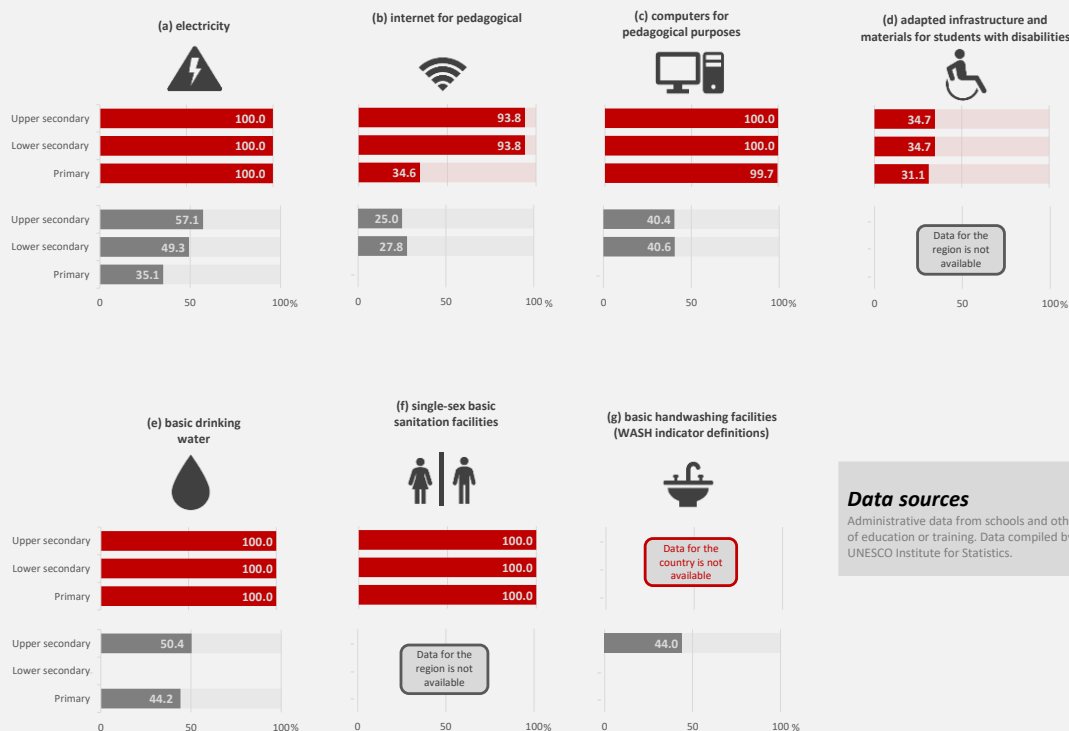 (a) electricity
(b) internet for pedagogical
(c) computers for
pedagogical purposes
(d) adapted infrastructure and
materials for students with disabilities
Upper secondary
Lower secondary
Primary
100.0
100.0
100.0
93.8
93.8
34.6
100.0
100.0
99.7
34.7
34.7
31.1
Upper secondary
Lower secondary
Primary
57.1
49.3
35.1
25.0
27.8
40.4
40.6
Data for the
region is not
available
0 50 100%
0 50 100%
0 50 100%
0 50 100%
(e) basic drinking
water
(f) single-sex basic
sanitation facilities
(g) basic handwashing facilities
(WASH indicator definitions)
Upper secondary
Lower secondary
Primary
100.0
100.0
100.0
100.0
100.0
100.0
Data for the
country is not
available
Upper secondary
Lower secondary
Primary
50.4
44.2
Data for the
region is not
available
44.0
0 50 100%
0 50 100%
0 50 100%
Data sources
Administrative data from schools and oth
of education or training. Data compiled by
UNESCO Institute for Statistics.